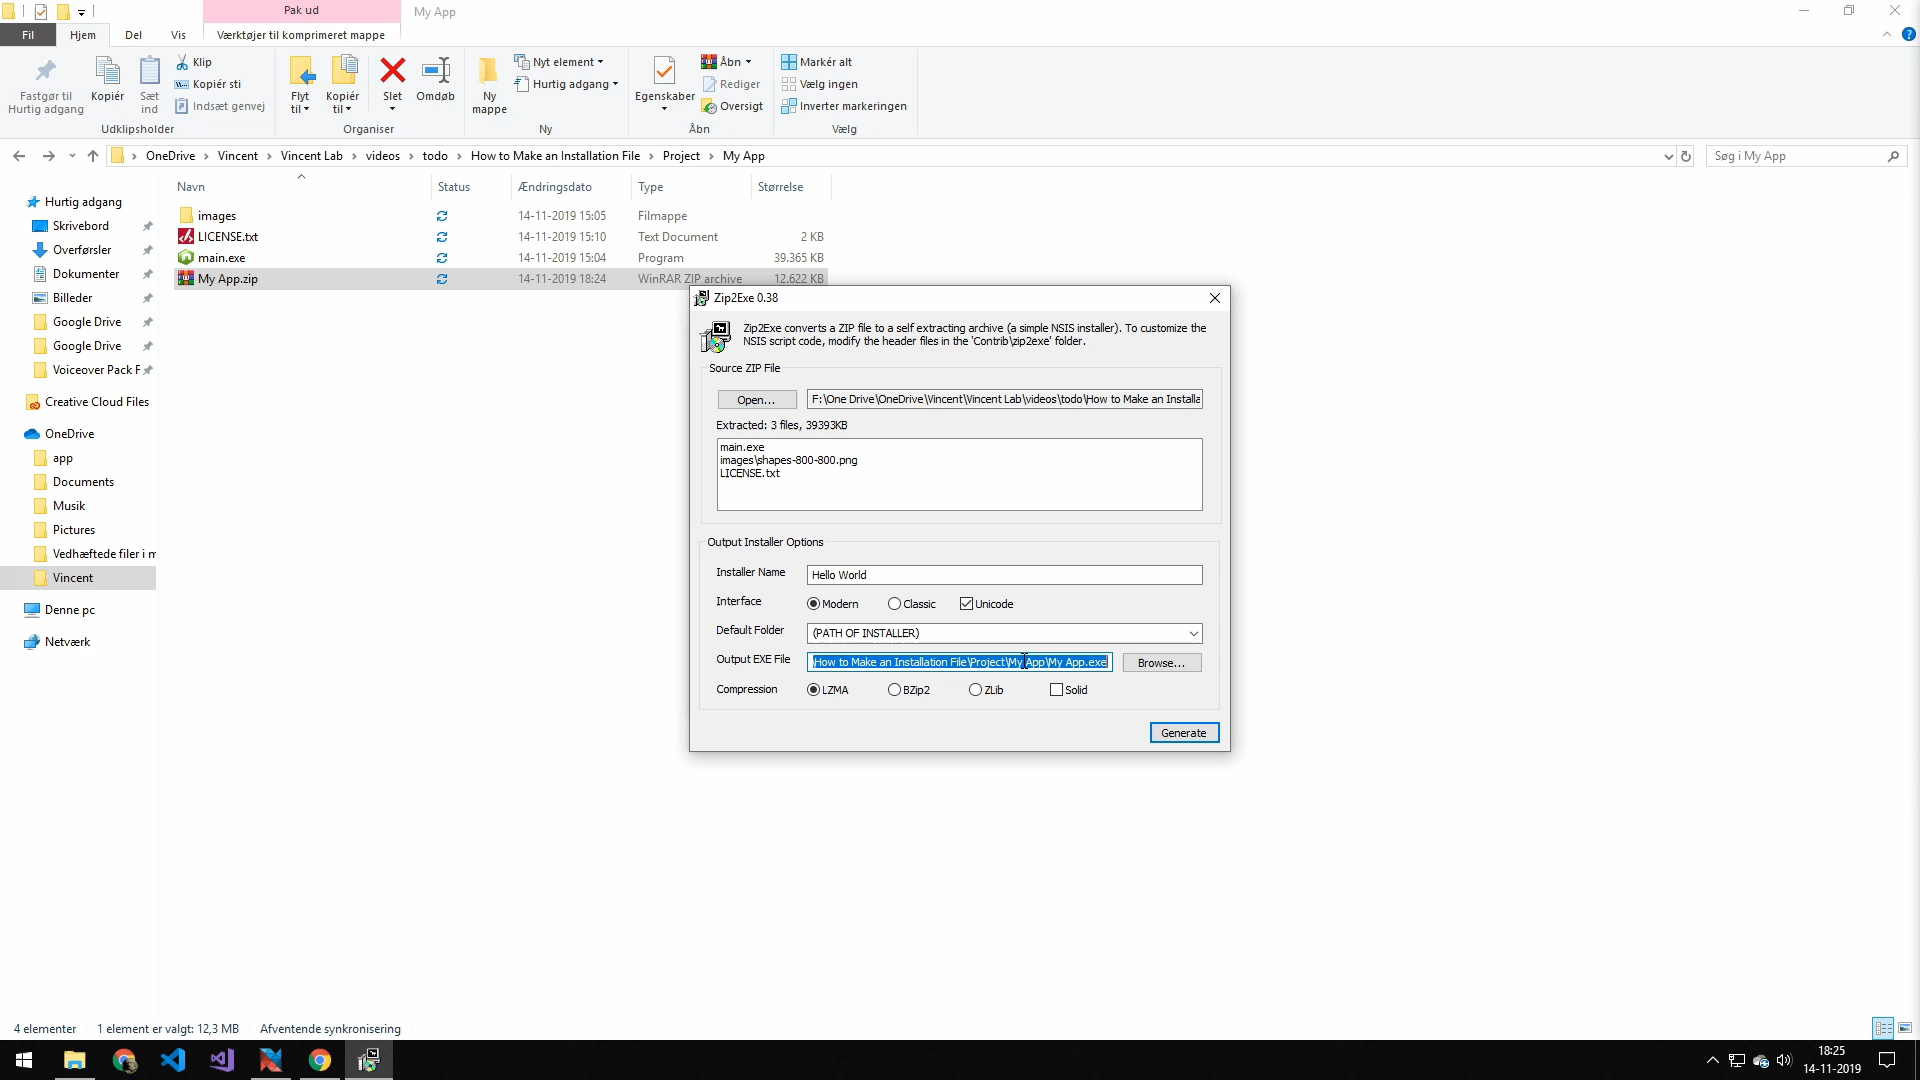 Pak ud
My App
Fil
Hjem
Del
Vis
Værktøjer til komprimeret mappe
Fastgør til
Hurtig adgang
Kopiér
Sæt
ind
Klip
Kopiér sti
Indsæt genvej
Flyt
til
Kopiér
til
Slet
Omdøb
Ny
mappe
Nyt element
Hurtig adgang
Egenskaber
Åbn
Rediger
Oversigt
Markér alt
Vælg ingen
Inverter markeringen
Udklipsholder
Organiser
Ny
Åbn
Vælg
OneDrive > Vincent > Vincent Lab > videos > todo > How to Make an Installation File > Project > My App
Søg i My App
Navn Status Ændringsdato Type Størrelse
images 14-11-2019 15:05 Filmappe
LICENSE.txt 14-11-2019 15:10 Text Document 2 KB
main.exe 14-11-2019 15:04 Program 39.365 KB
My App.zip 14-11-2019 18:24 WinRAR ZIP archive 12.622 KB
Hurtig adgang
Skrivebord
Overførsler
Dokumenter
Billeder
Google Drive
Google Drive
Voiceover Pack F
Creative Cloud Files
OneDrive
app
Documents
Musik
Pictures
Vedhæftede filer i m
Vincent
Denne pc
Netværk
Zip2Exe 0.38
Zip2Exe converts a ZIP file to a self extracting archive (a simple NSIS installer). To customize the
NSIS script code, modify the header files in the 'Contrib\zip2exe' folder.
Source ZIP File
Open...
F:\One Drive\OneDrive\Vincent\Vincent Lab\videos\todo\How to Make an Installa
Extracted: 3 files, 39393KB
main.exe
images\shapes-800-800.png
LICENSE.txt
Output Installer Options
Installer Name Hello World
Interface Modern Classic Unicode
Default Folder (PATH OF INSTALLER)
Output EXE File \How to Make an Installation File\Project\My App\My App.exe Browse...
Compression LZMA BZip2 ZLib Solid
Generate
4 elementer 1 element er valgt: 12,3 MB Afventende synkronisering
18:25
14-11-2019